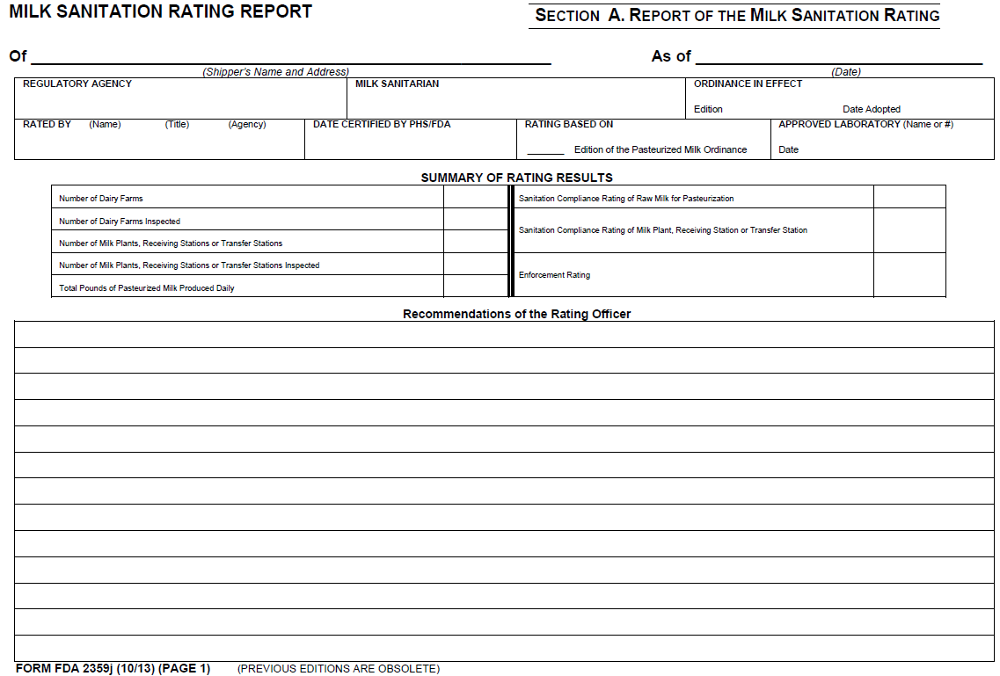 MILK SANITATION RATING REPORT
SECTION A. REPORT OF THE MILK SANITATION RATING
Of ______________________ As of ______________________
(Shipper's Name and Address) (Date)
REGULATORY AGENCY MILK SANITARIAN ORDINANCE IN EFFECT
Edition Date Adopted
RATED BY (Name) (Title) (Agency) DATE CERTIFIED BY PHS/FDA RATING BASED ON APPROVED LABORATORY (Name or #)
______ Edition of the Pasteurized Milk Ordinance Date
SUMMARY OF RATING RESULTS
Number of Dairy Farms Sanitation Compliance Rating of Raw Milk for Pasteurization
Number of Dairy Farms Inspected
Sanitation Compliance Rating of Milk Plant, Receiving Station or Transfer Station
Number of Milk Plants, Receiving Stations or Transfer Stations
Number of Milk Plants, Receiving Stations or Transfer Stations Inspected
Enforcement Rating
Total Pounds of Pasteurized Milk Produced Daily
Recommendations of the Rating Officer
FORM FDA 2359j (10/13) (PAGE 1) (PREVIOUS EDITIONS ARE OBSOLETE)